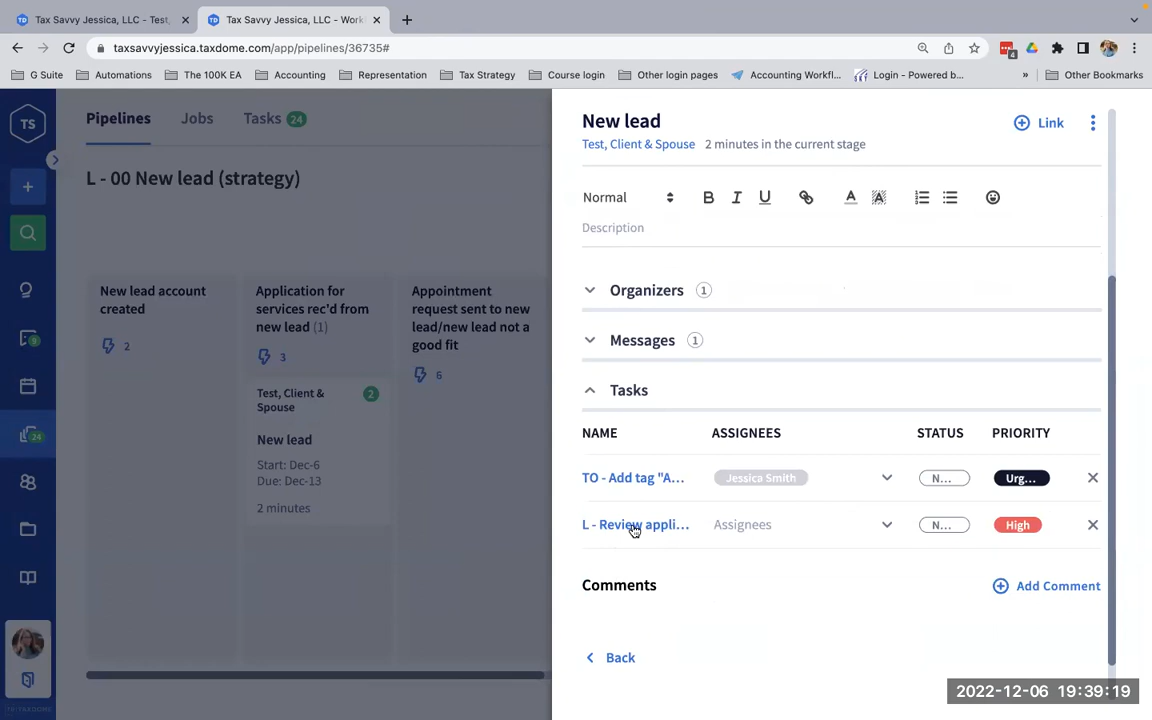 Tax Savvy Jessica, LLC - Test,
Tax Savvy Jessica, LLC - Work
taxsavvyjessica.taxdome.com/app/pipelines/36735#
4
G Suite
Automations
The 100K EA
Accounting
Representation
Tax Strategy
Course login
Other login pages
Accounting Workfl...
Login - Powered b...
»
Other Bookmarks
TS
Pipelines
Jobs
Tasks 24
L - 00 New lead (strategy)
New lead account
created
2
Application for
services rec'd from
new lead (1)
3
Test, Client &
Spouse
2
New lead
Start: Dec-6
Due: Dec-13
2 minutes
Appointment
request sent to new
lead/new lead not a
good fit
6
9
24
TAXDOME
New lead
Link
Test, Client & Spouse 2 minutes in the current stage
Normal
B I U A A
Description
Organizers 1
Messages 1
Tasks
NAME ASSIGNEES STATUS PRIORITY
TO - Add tag "A... Jessica Smith N... Urg...
L - Review appli... Assignees N... High
Comments
Add Comment
Back
2022-12-06 19:39:19